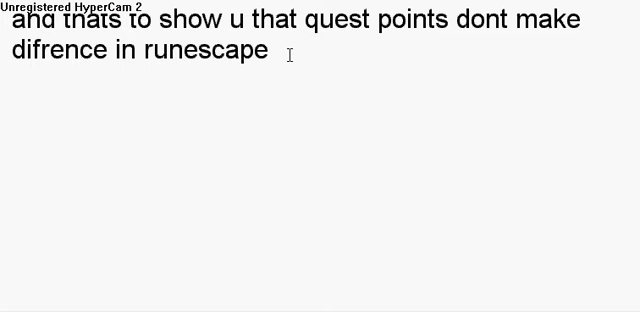 Unregistered HyperCam 2
and thats to show u that quest points dont make
difrence in runescape